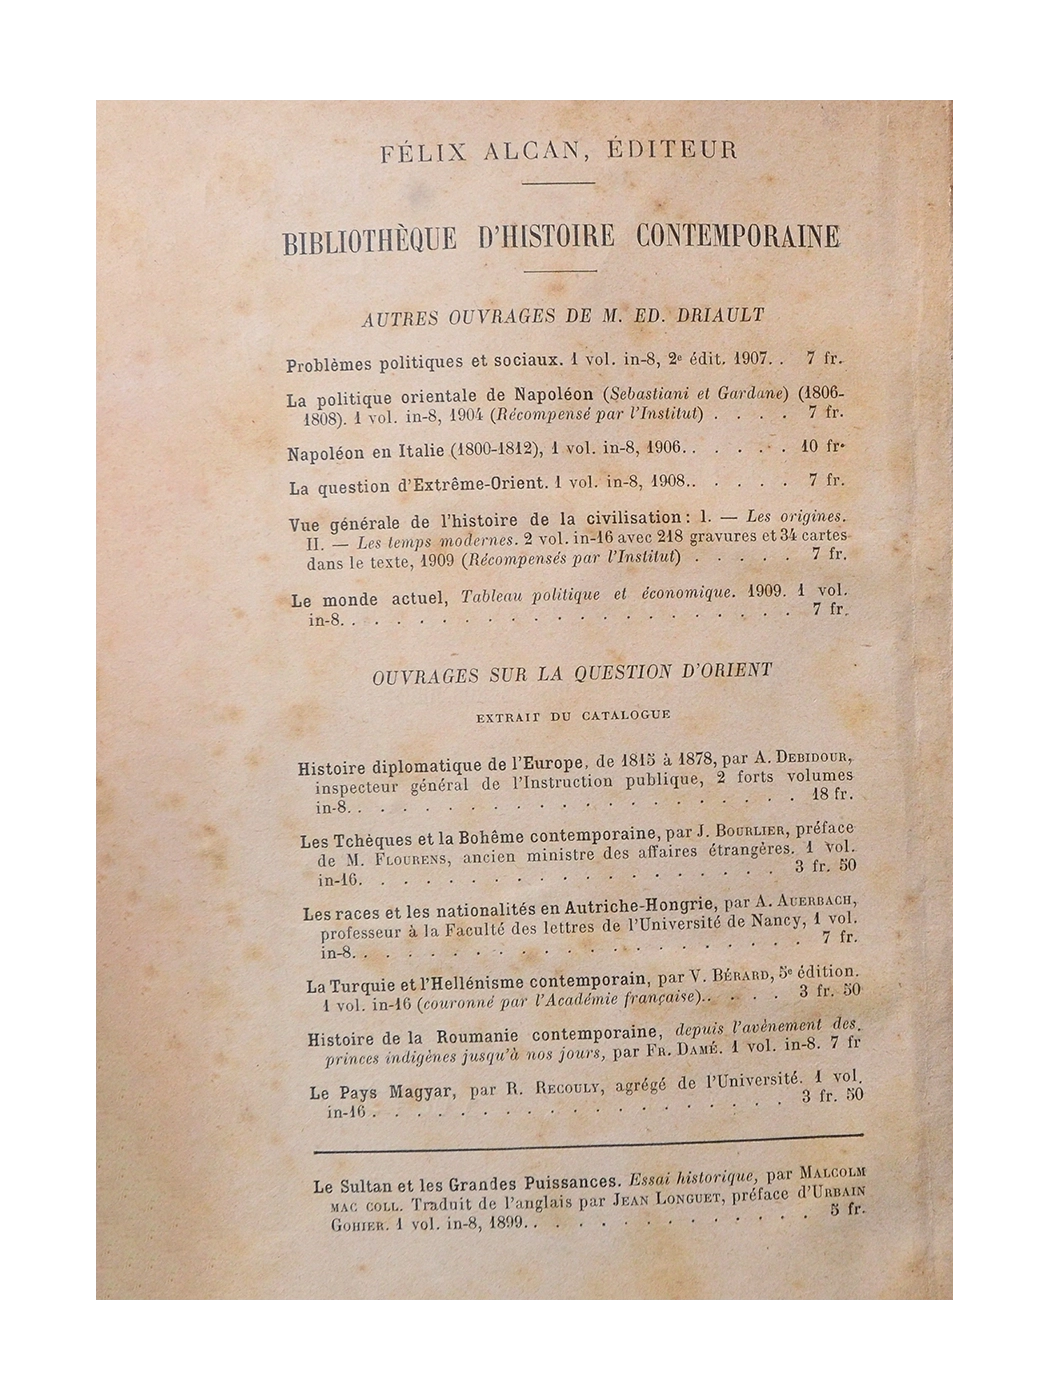 FÉLIX ALCAN, ÉDITEUR
BIBLIOTHÈQUE D'HISTOIRE CONTEMPORAINE
AUTRES OUVRAGES DE M. ED. DRIAULT
Problèmes politiques et sociaux. 1 vol. in-8, 2e édit. 1907. . 7 fr.
La politique orientale de Napoléon (Sebastiani et Gardane) (1806-
1808). 1 vol. in-8, 1904 (Récompensé par l'Institut) . . . . 7 fr.
Napoléon en Italie (1800-1812), 1 vol. in-8, 1906. . . . . . 10 fr.
La question d'Extrême-Orient. 1 vol. in-8, 1908. . . . . . 7 fr.
Vue générale de l'histoire de la civilisation: I. — Les origines.
II. — Les temps modernes. 2 vol. in-16 avec 218 gravures et 34 cartes
dans le texte, 1909 (Récompensés par l'Institut) . . . . . 7 fr.
Le monde actuel, Tableau politique et économique. 1909. 1 vol.
in-8. . . . . . . . . . . . . . . . . . 7 fr.
OUVRAGES SUR LA QUESTION D'ORIENT
EXTRAIT DU CATALOGUE
Histoire diplomatique de l'Europe, de 1815 à 1878, par A. DEBIDOUR,
inspecteur général de l'Instruction publique, 2 forts volumes
in-8. . . . . . . . . . . . . . . . . . 18 fr.
Les Tchèques et la Bohême contemporaine, par J. BOURLIER, préface
de M. FLOURENS, ancien ministre des affaires étrangères. 1 vol.
in-16. . . . . . . . . . . . . . . . . 3 fr. 50
Les races et les nationalités en Autriche-Hongrie, par A. AUERBACH,
professeur à la Faculté des lettres de l'Université de Nancy, 1 vol.
in-8. . . . . . . . . . . . . . . . . . 7 fr.
La Turquie et l'Hellénisme contemporain, par V. BÉRARD, 5e édition.
1 vol. in-16 (couronné par l'Académie française). . . . . 3 fr. 50
Histoire de la Roumanie contemporaine, depuis l'avènement des
princes indigènes jusqu'à nos jours, par FR. DAMÉ. 1 vol. in-8. 7 fr
Le Pays Magyar, par R. RECOULY, agrégé de l'Université. 1 vol.
in-16 . . . . . . . . . . . . . . . . 3 fr. 50
Le Sultan et les Grandes Puissances. Essai historique, par MALCOLM
MAC COLL. Traduit de l'anglais par JEAN LONGUET, préface d'URBAIN
GOHIER. 1 vol. in-8, 1899. . . . . . . . . . . . 5 fr.